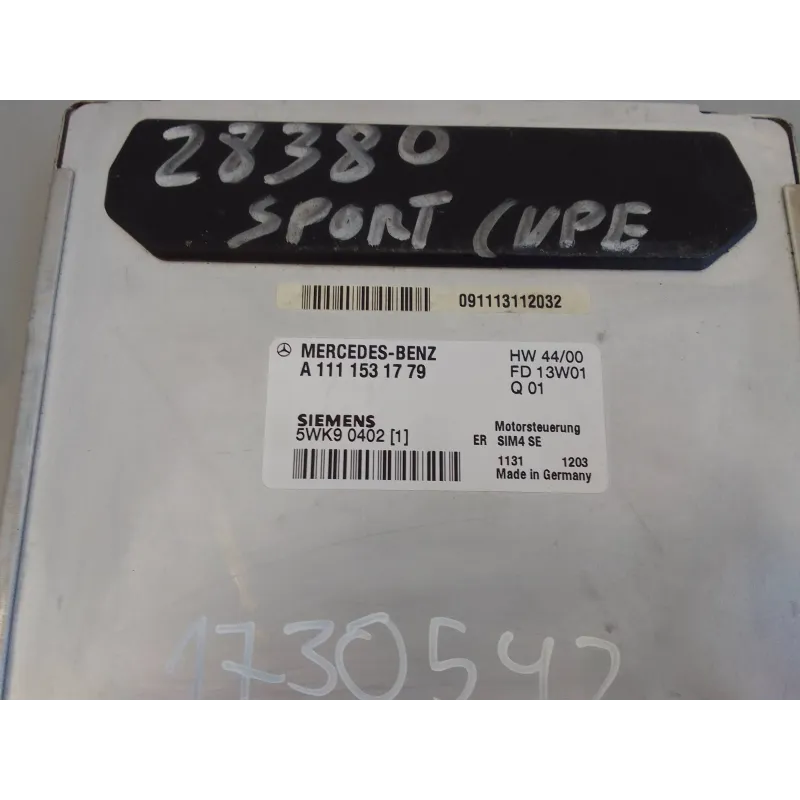 28380
SPORT CUPE
091113112032
MERCEDES-BENZ
A 111 153 17 79
HW 44/00
FD 13W01
Q 01
SIEMENS
5WK9 0402 [1]
Motorsteuerung
ER SIM4 SE
1131 1203
Made in Germany
1730542